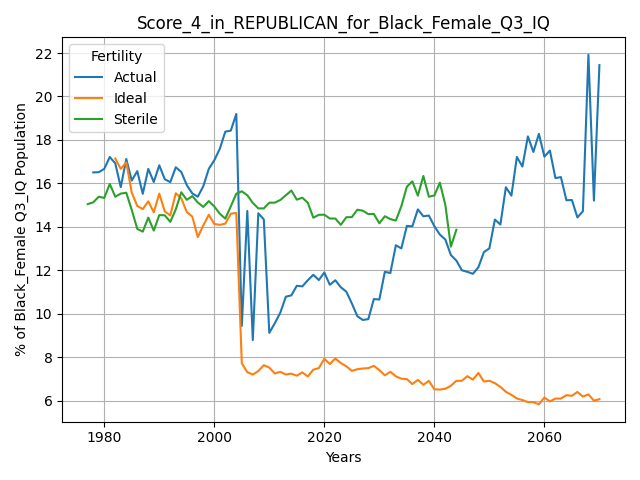 Score_4_in_REPUBLICAN_for_Black_Female_Q3_IQ
Fertility
Actual
Ideal
Sterile
% of Black_Female Q3_IQ Population
22
20
18
16
14
12
10
8
6
1980
2000
2020
2040
2060
Years